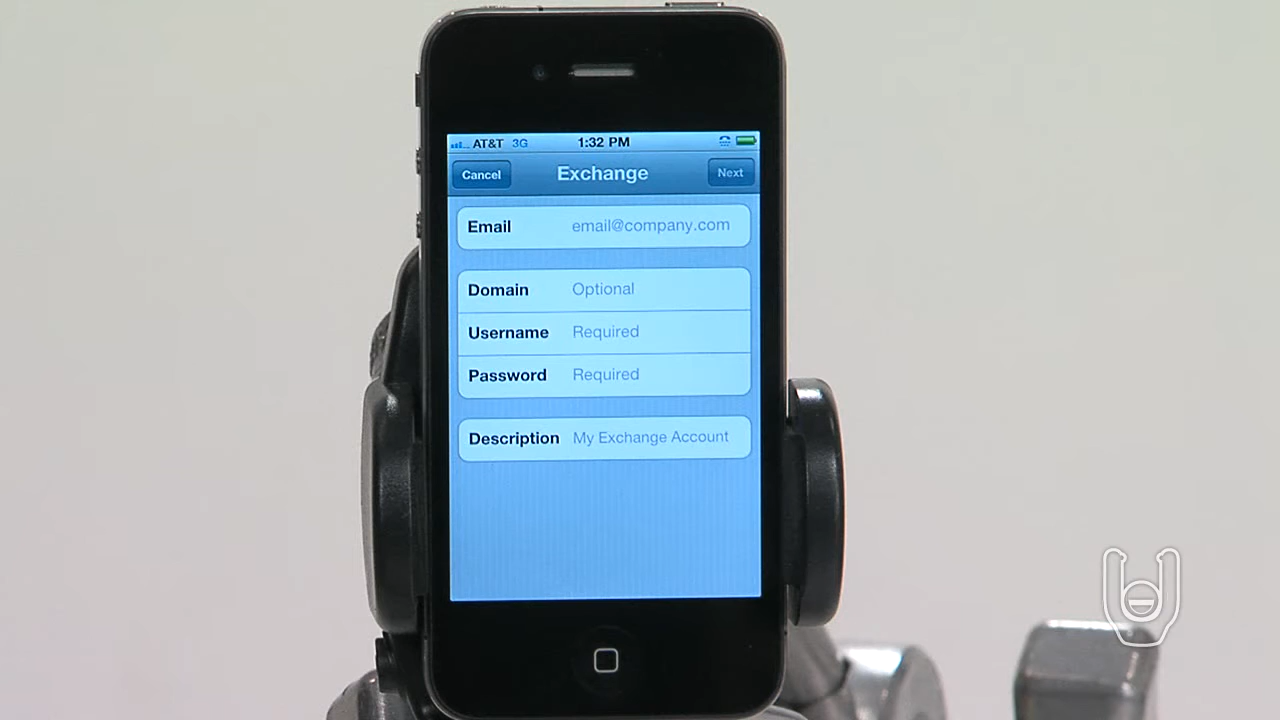 AT&T 3G 1:32 PM
Cancel Exchange Next
Email email@company.com
Domain Optional
Username Required
Password Required
Description My Exchange Account